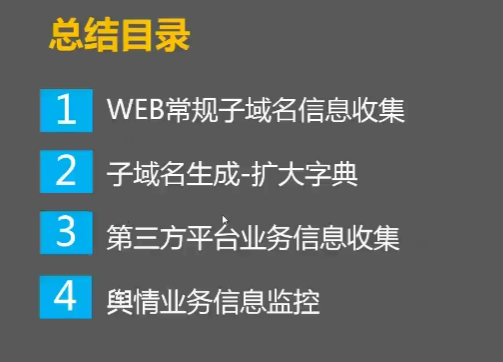 总结目录
1 WEB常规子域名信息收集
2 子域名生成-扩大字典
3 第三方平台业务信息收集
4 舆情业务信息监控